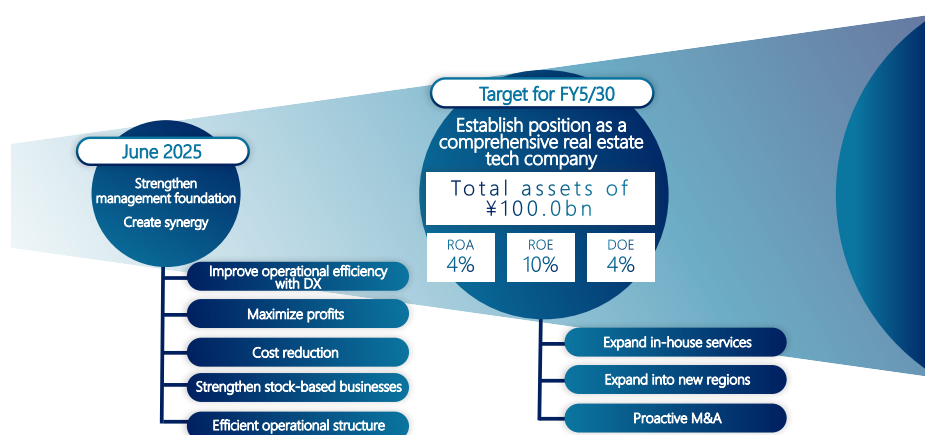 June 2025
Strengthen
management foundation
Create synergy
Improve operational efficiency
with DX
Maximize profits
Cost reduction
Strengthen stock-based businesses
Efficient operational structure
Target for FY5/30
Establish position as a
comprehensive real estate
tech company
Total assets of
¥100.0bn
ROA
4%
ROE
10%
DOE
4%
Expand in-house services
Expand into new regions
Proactive M&A